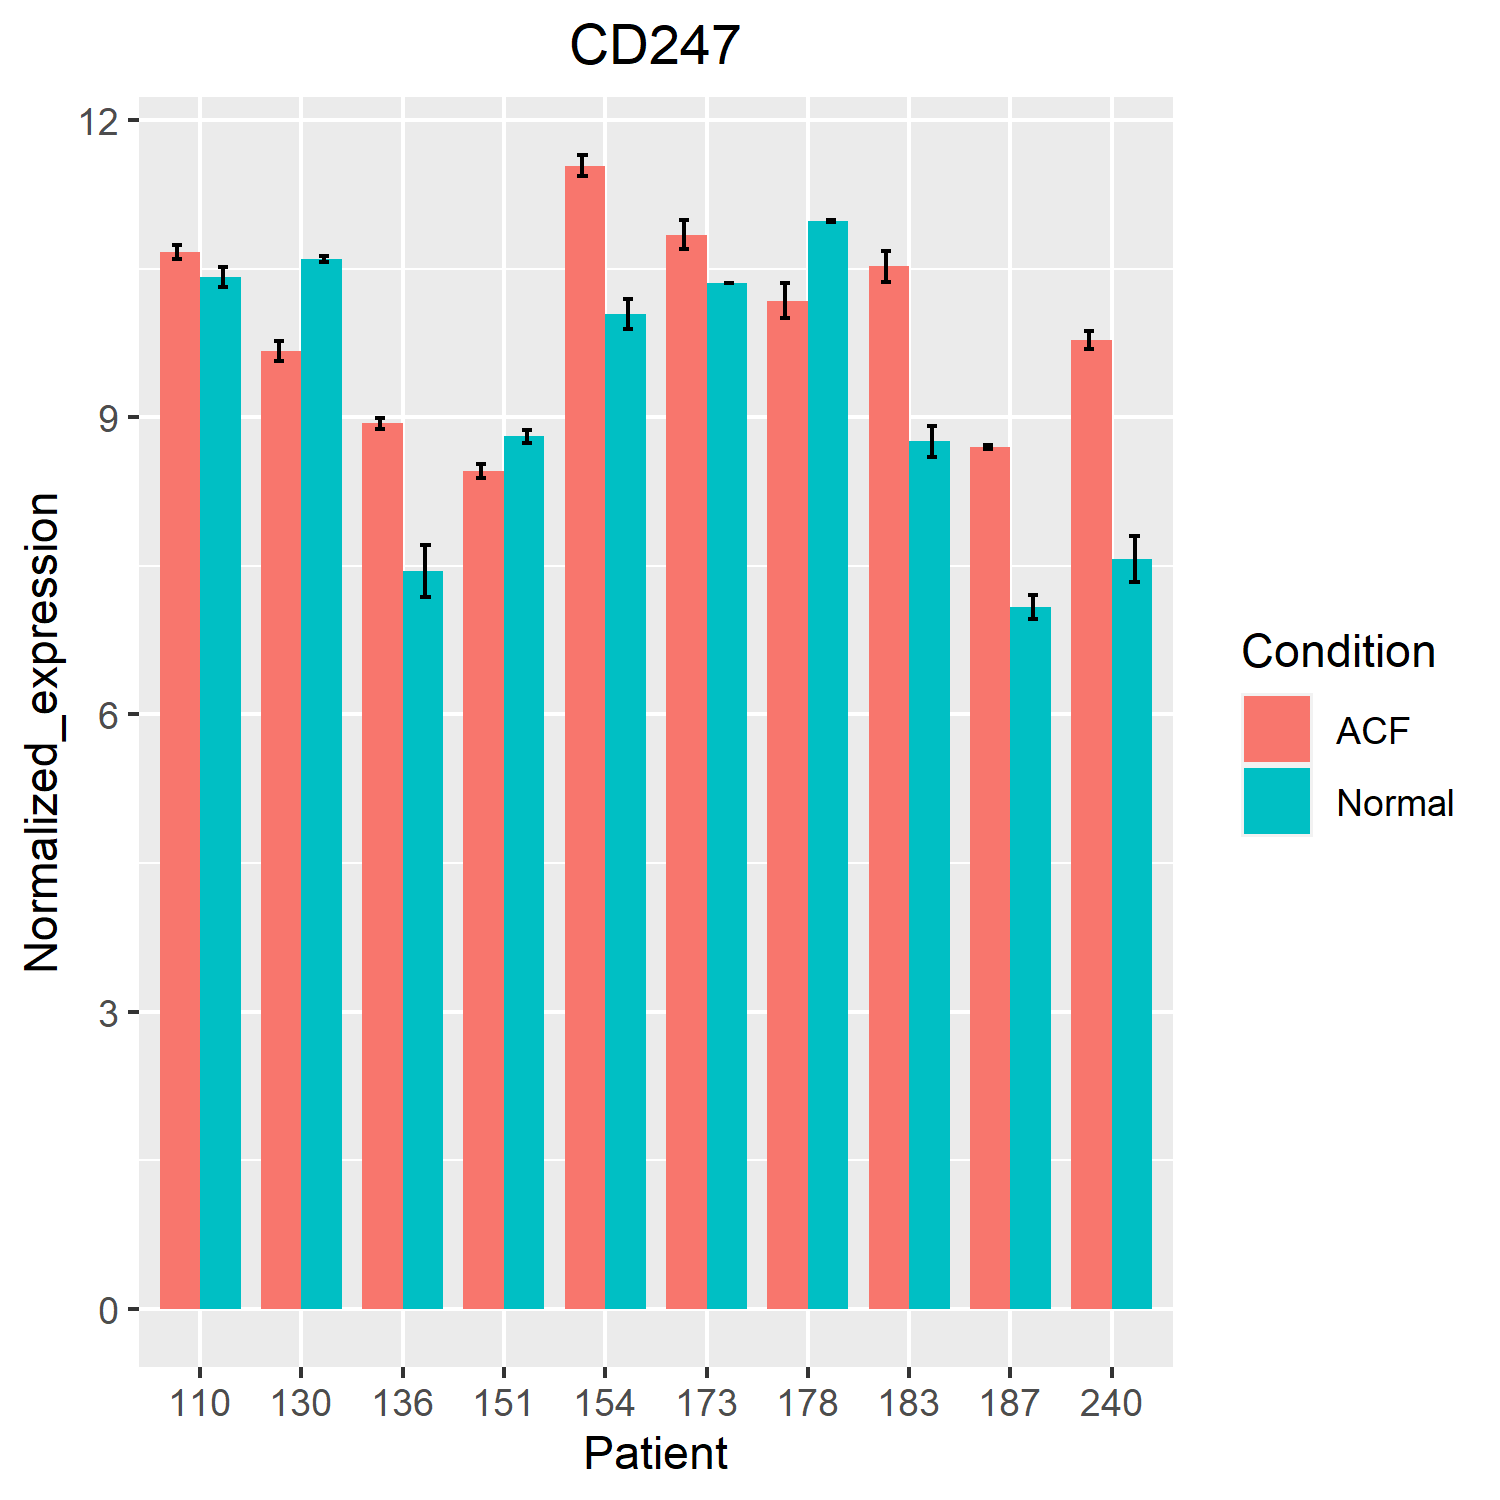 CD247
Normalized_expression
12
9
6
3
0
110 130 136 151 154 173 178 183 187 240
Patient
Condition
ACF
Normal